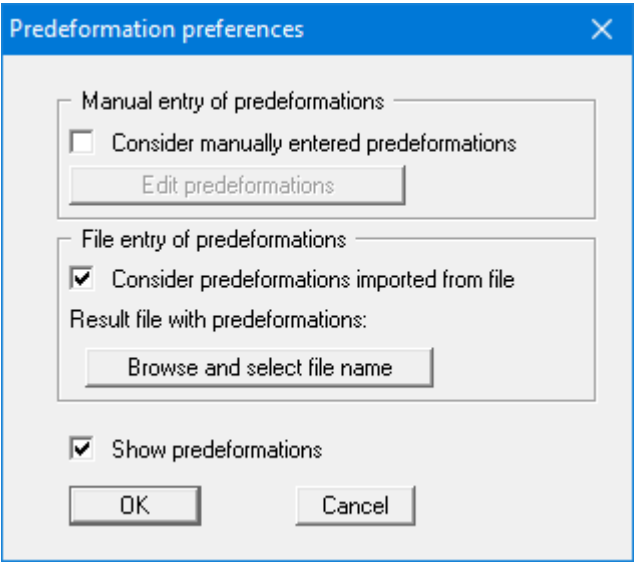 Predeformation preferences
Manual entry of predeformations
Consider manually entered predeformations
Edit predeformations
File entry of predeformations
Consider predeformations imported from file
Result file with predeformations:
Browse and select file name
Show predeformations
OK
Cancel